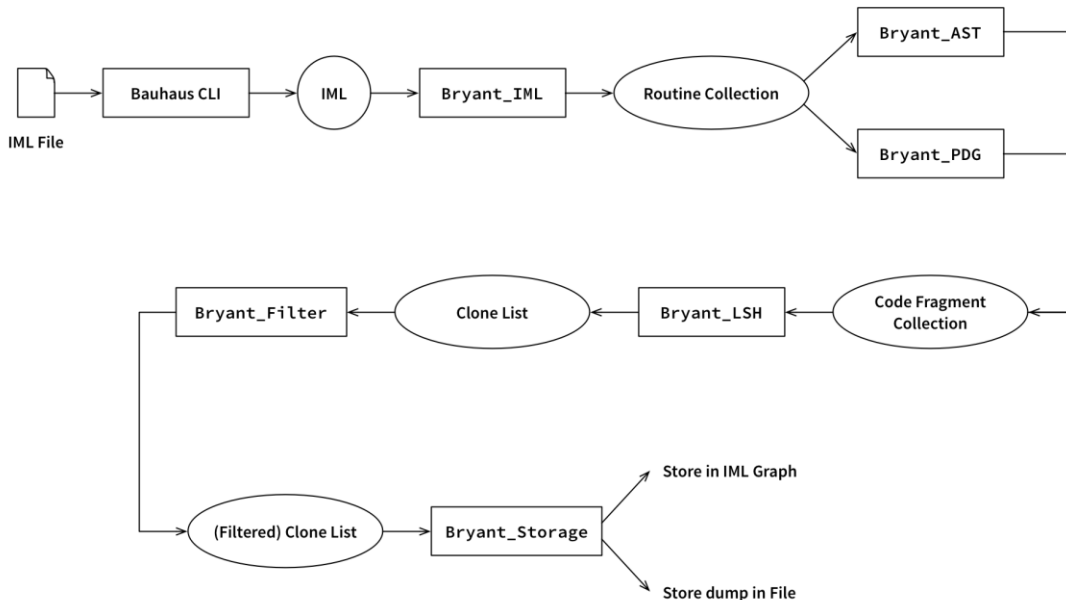 Bryant_AST
Bauhaus CLI
IML
Bryant_IML
Routine Collection
IML File
Bryant_PDG
Bryant_Filter
Clone List
Bryant_LSH
Code Fragment
Collection
Store in IML Graph
(Filtered) Clone List
Bryant_Storage
Store dump in File